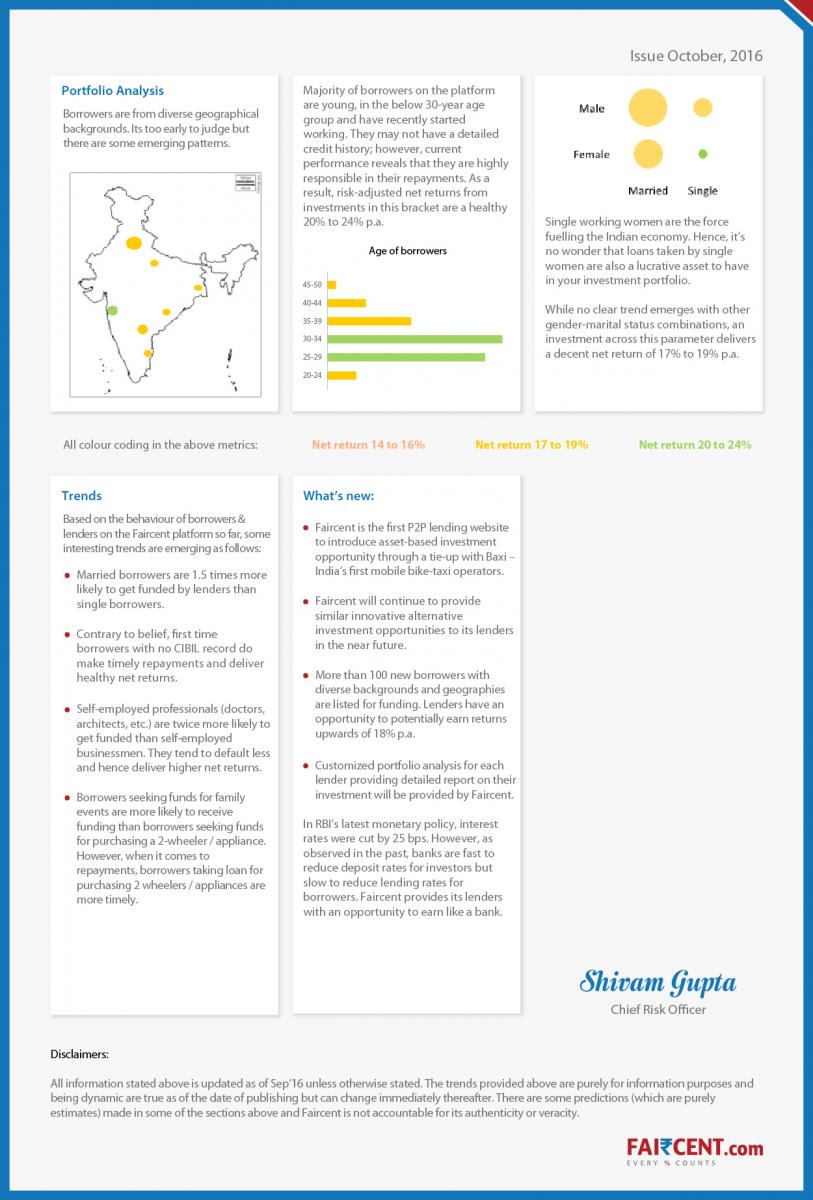 Issue October, 2016
Portfolio Analysis
Borrowers are from diverse geographical
backgrounds. Its too early to judge but
there are some emerging patterns.
Majority of borrowers on the platform
are young, in the below 30-year age
group and have recently started
working. They may not have a detailed
credit history; however, current
performance reveals that they are highly
responsible in their repayments. As a
result, risk-adjusted net returns from
investments in this bracket are a healthy
20% to 24% p.a.
Age of borrowers
45-50
40-44
35-39
30-34
25-29
20-24
Male
Female
Married Single
Single working women are the force
fuelling the Indian economy. Hence, it's
no wonder that loans taken by single
women are also a lucrative asset to have
in your investment portfolio.
While no clear trend emerges with other
gender-marital status combinations, an
investment across this parameter delivers
a decent net return of 17% to 19% p.a.
All colour coding in the above metrics: Net return 14 to 16% Net return 17 to 19% Net return 20 to 24%
Trends
Based on the behaviour of borrowers &
lenders on the Faircent platform so far, some
interesting trends are emerging as follows:
• Married borrowers are 1.5 times more
likely to get funded by lenders than
single borrowers.
• Contrary to belief, first time
borrowers with no CIBIL record do
make timely repayments and deliver
healthy net returns.
• Self-employed professionals (doctors,
architects, etc.) are twice more likely to
get funded than self-employed
businessmen. They tend to default less
and hence deliver higher net returns.
• Borrowers seeking funds for family
events are more likely to receive
funding than borrowers seeking funds
for purchasing a 2-wheeler / appliance.
However, when it comes to
repayments, borrowers taking loan for
purchasing 2 wheelers / appliances are
more timely.
What's new:
• Faircent is the first P2P lending website
to introduce asset-based investment
opportunity through a tie-up with Baxi –
India's first mobile bike-taxi operators.
• Faircent will continue to provide
similar innovative alternative
investment opportunities to its lenders
in the near future.
• More than 100 new borrowers with
diverse backgrounds and geographies
are listed for funding. Lenders have an
opportunity to potentially earn returns
upwards of 18% p.a.
• Customized portfolio analysis for each
lender providing detailed report on their
investment will be provided by Faircent.
In RBI's latest monetary policy, interest
rates were cut by 25 bps. However, as
observed in the past, banks are fast to
reduce deposit rates for investors but
slow to reduce lending rates for
borrowers. Faircent provides its lenders
with an opportunity to earn like a bank.
Shivam Gupta
Chief Risk Officer
Disclaimers:
All information stated above is updated as of Sep'16 unless otherwise stated. The trends provided above are purely for information purposes and
being dynamic are true as of the date of publishing but can change immediately thereafter. There are some predictions (which are purely
estimates) made in some of the sections above and Faircent is not accountable for its authenticity or veracity.
FAI₹CENT.com
EVERY % COUNTS